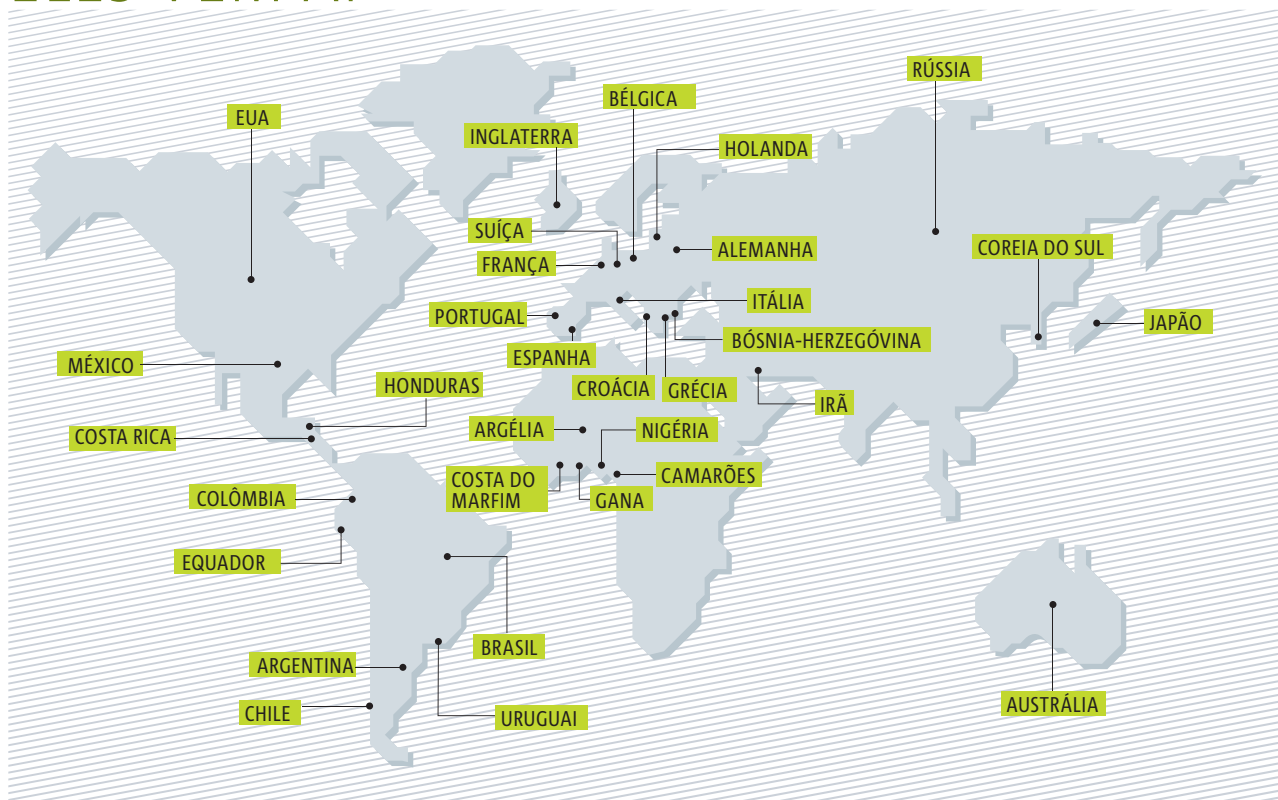 RÚSSIA
BÉLGICA
EUA
INGLATERRA
HOLANDA
SUÍÇA
ALEMANHA
COREIA DO SUL
FRANÇA
ITÁLIA
PORTUGAL
JAPÃO
BÓSNIA-HERZEGÓVINA
ESPANHA
MÉXICO
HONDURAS
CROÁCIA
GRÉCIA
IRÃ
COSTA RICA
ARGÉLIA
NIGÉRIA
COSTA DO
MARFIM
CAMARÕES
COLÔMBIA
GANA
EQUADOR
BRASIL
ARGENTINA
CHILE
URUGUAI
AUSTRÁLIA